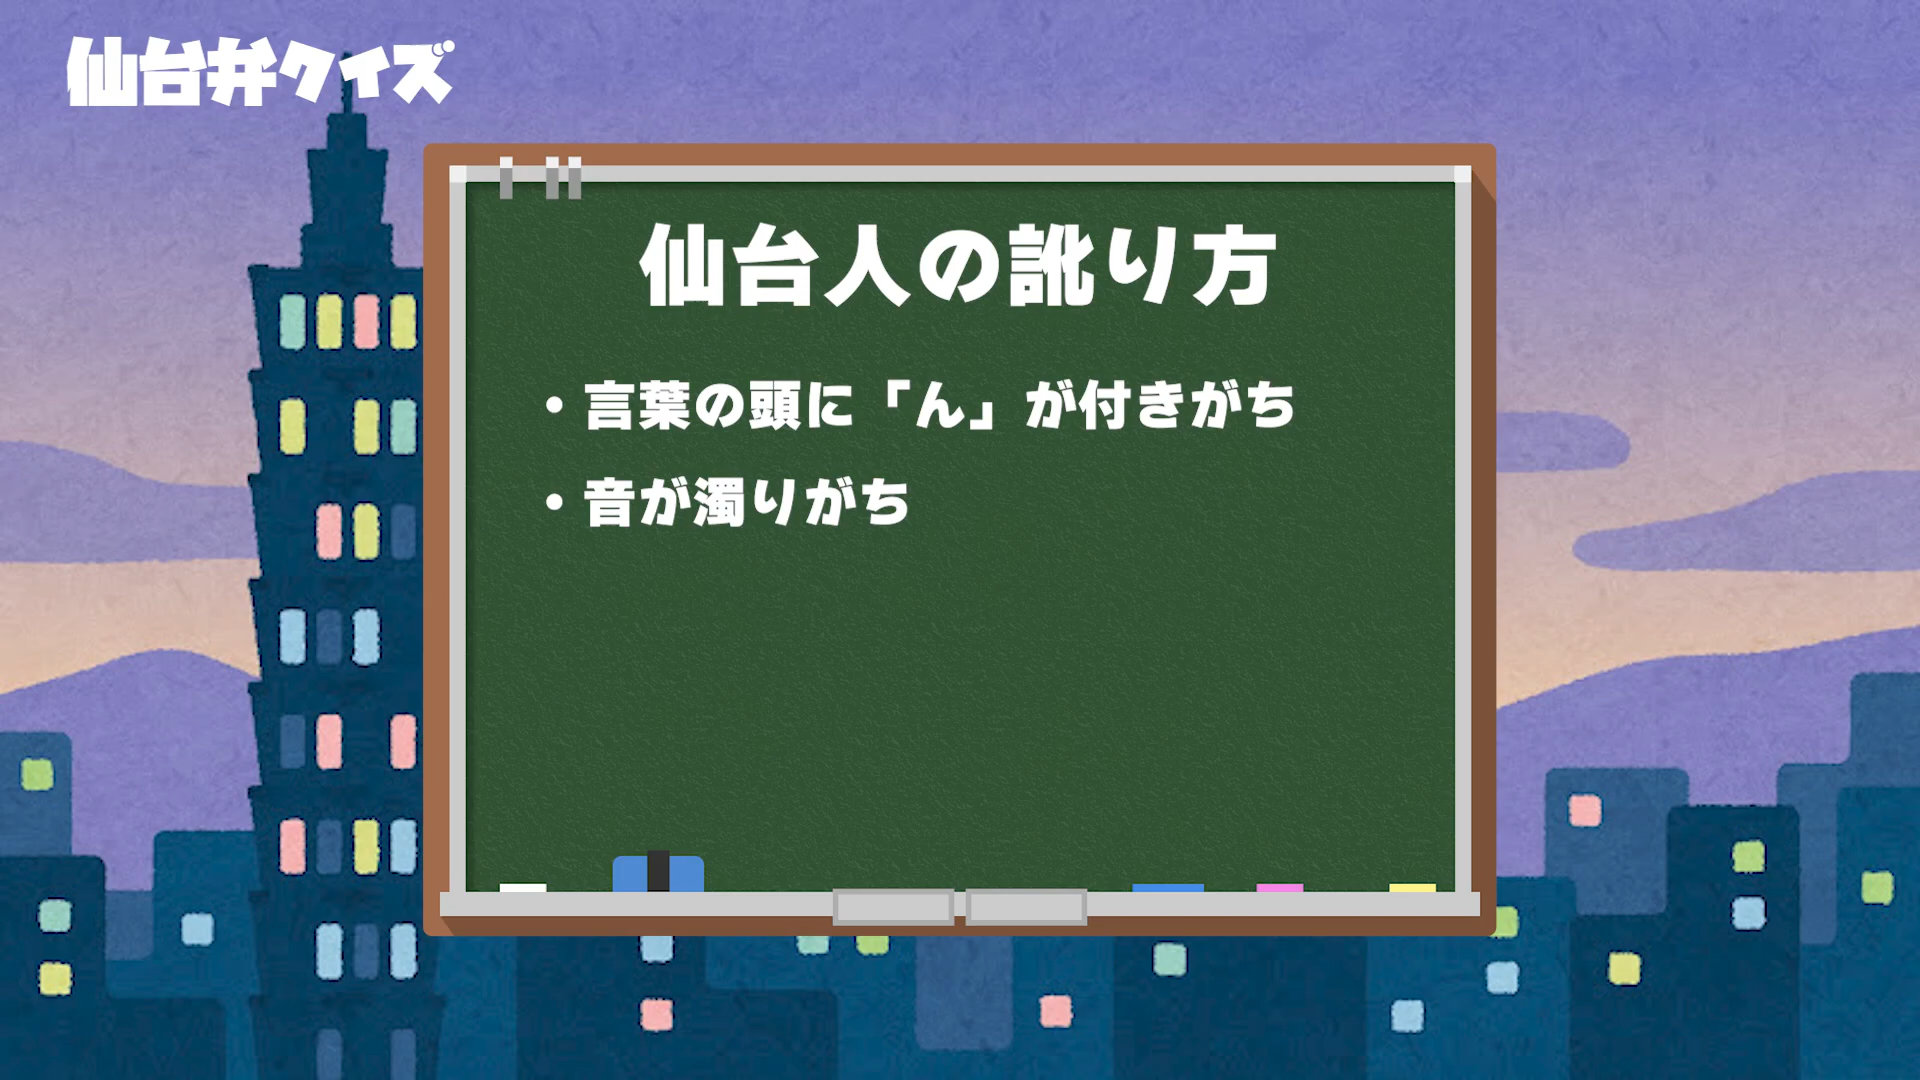 仙台弁クイズ
仙台人の訛り方
・言葉の頭に「ん」が付きがち
・音が濁りがち